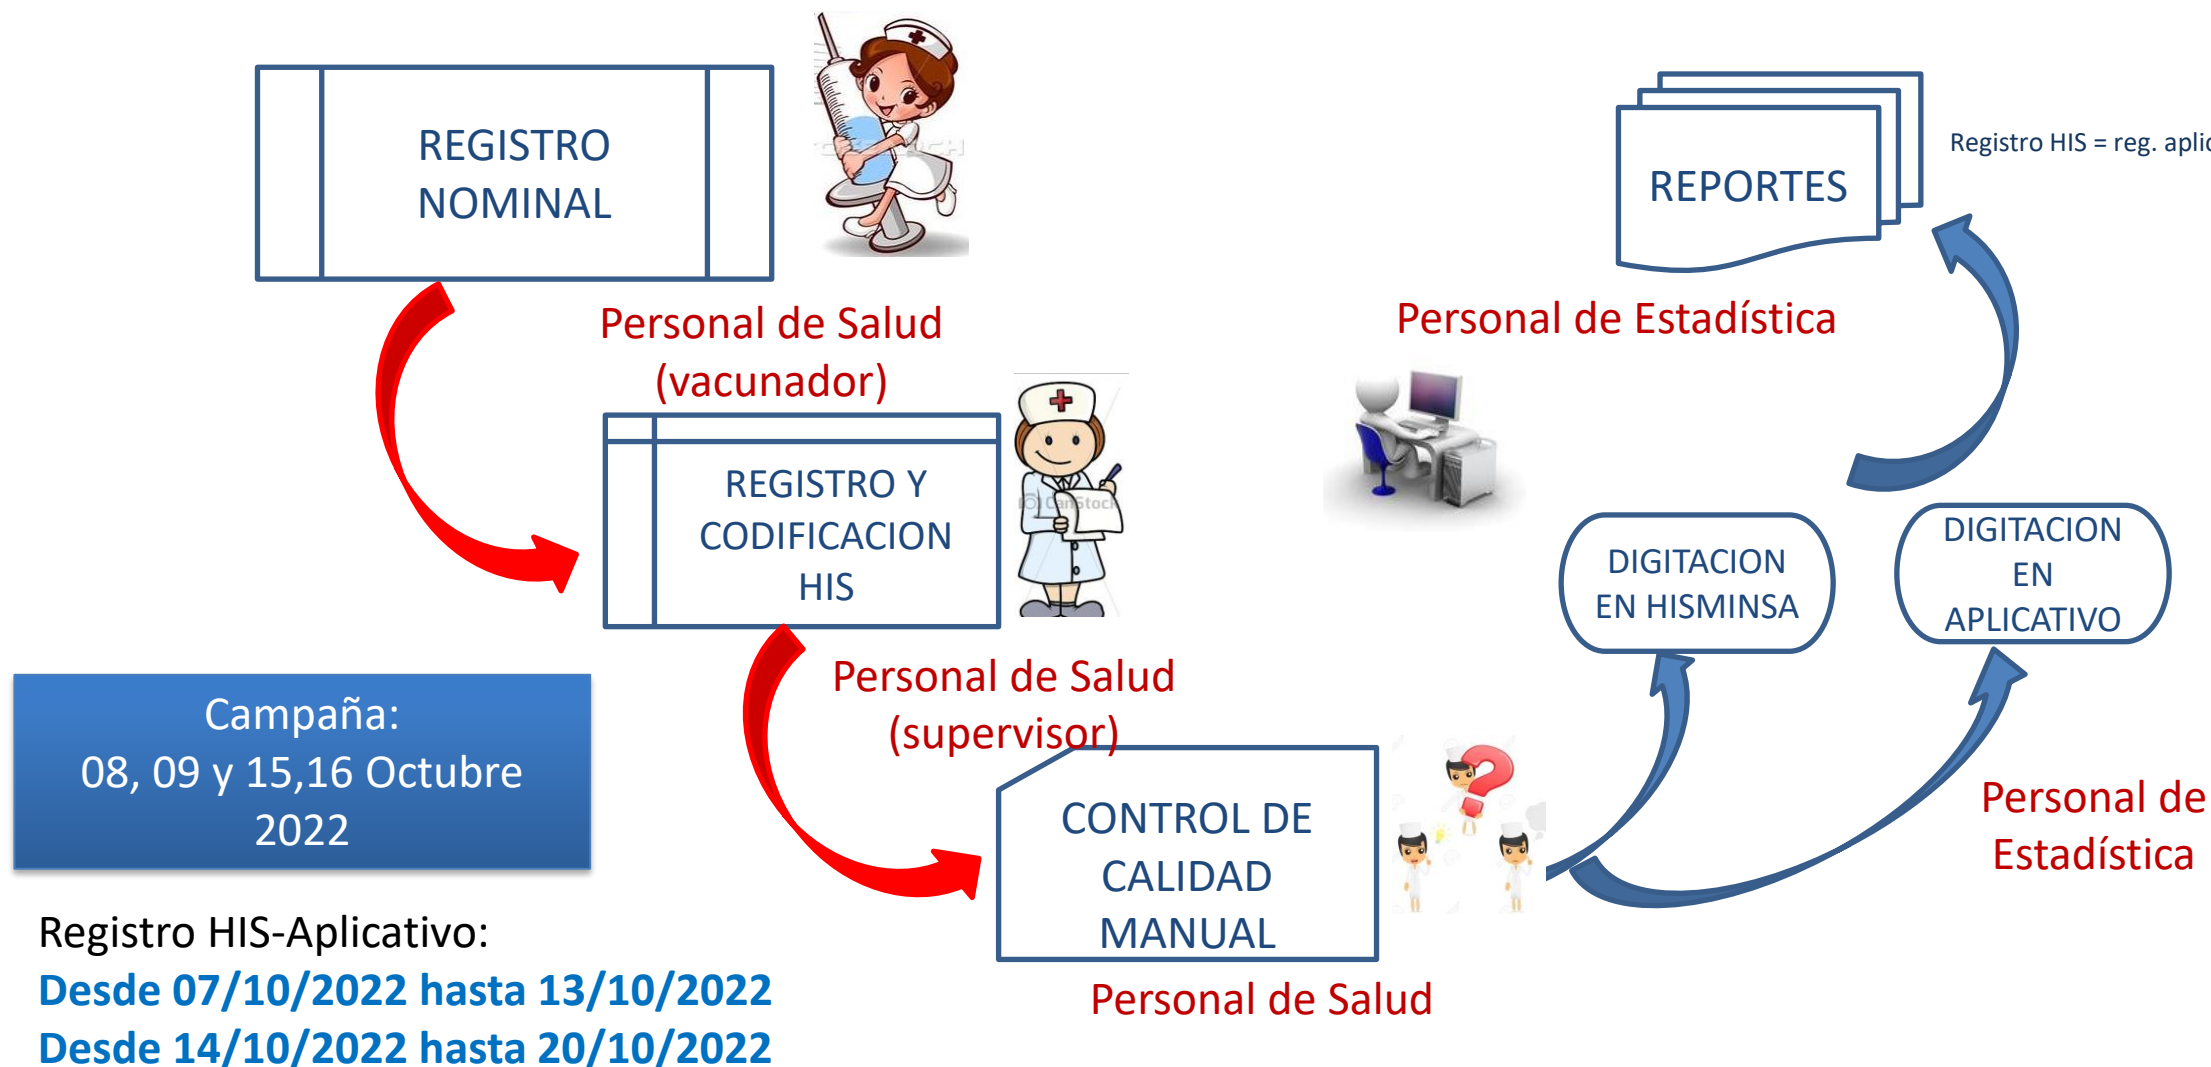 REGISTRO
NOMINAL
Personal de Salud
(vacunador)
REGISTRO Y
CODIFICACION
HIS
Personal de Salud
(supervisor)
CONTROL DE
CALIDAD
MANUAL
Personal de Salud
REPORTES
Registro HIS = reg.
Personal de Estadística
DIGITACION
EN HISMINSA
DIGITACION
EN
APLICATIVO
Personal de
Estadística
Campaña:
08, 09 y 15,16 Octubre
2022
Registro HIS-Aplicativo:
Desde 07/10/2022 hasta 13/10/2022
Desde 14/10/2022 hasta 20/10/2022
CanStock